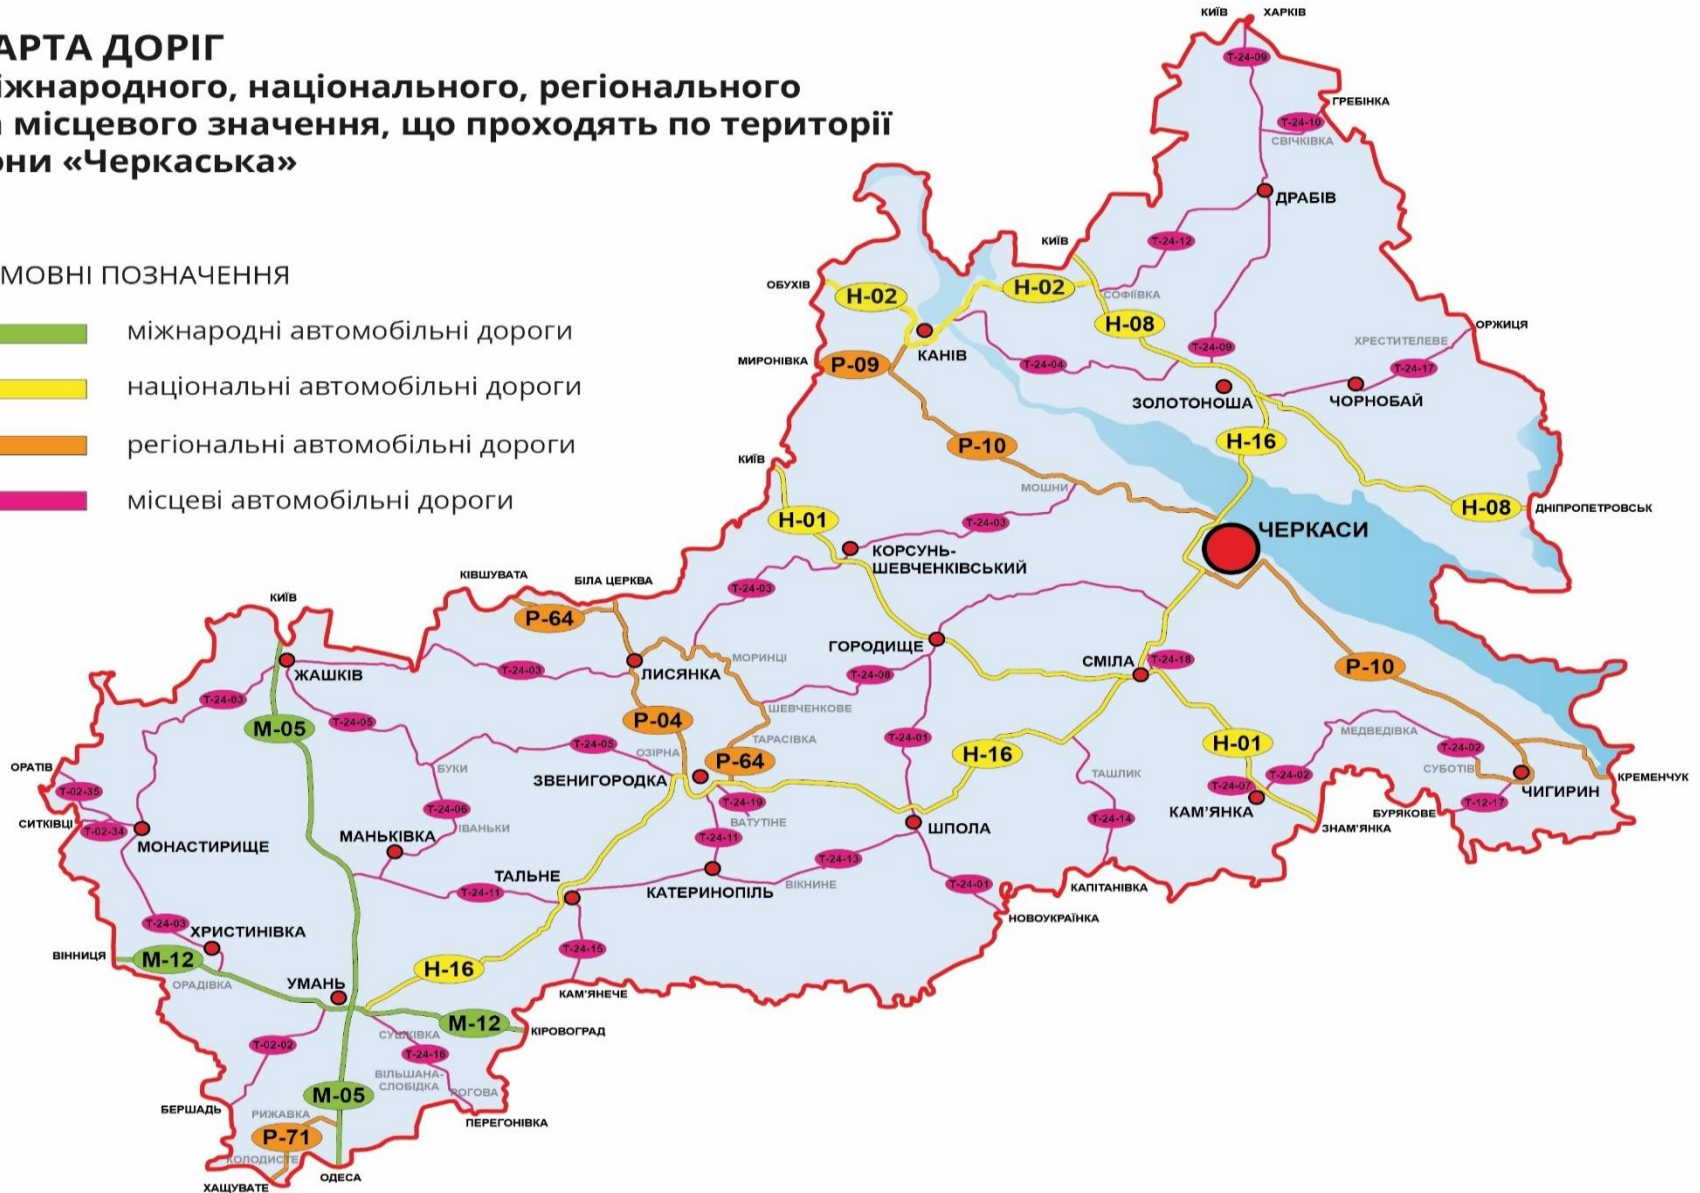 АРТА ДОРІГ
іжнародного, національного, регіонального
а місцевого значення, що проходять по території
они «Черкаська»
МОВНІ ПОЗНАЧЕННЯ
міжнародні автомобільні дороги
національні автомобільні дороги
регіональні автомобільні дороги
місцеві автомобільні дороги
КИЇВ ХАРКІВ
Т-24-09
ГРЕБІНКА
Т-24-10
СВІЧКІВКА
ДРАБІВ
КИЇВ
Т-24-12
ОБУХІВ
Н-02
Н-02
СОФІЇВКА
Н-08
ОРЖИЦЯ
КАНІВ
Т-24-09
ХРЕСТИТЕЛЕВЕ
МИРОНІВКА
Р-09
Т-24-04
Т-24-17
ЗОЛОТОНОША
ЧОРНОБАЙ
Р-10
Н-16
КИЇВ
МОШНИ
Н-08
ДНІПРОПЕТРОВСЬК
Н-01
Т-24-03
ЧЕРКАСИ
КОРСУНЬ-
ШЕВЧЕНКІВСЬКИЙ
КІВШУВАТА
БІЛА ЦЕРКВА
Т-24-03
КИЇВ
Р-64
ГОРОДИЩЕ
МОРИНЦІ
СМІЛА
Т-24-18
Р-10
ЖАШКІВ
Т-24-03
ЛИСЯНКА
Т-24-08
Т-24-03
ШЕВЧЕНКОВЕ
М-05
Т-24-05
Р-04
Т-24-05
ОЗІРНА
ТАРАСІВКА
Т-24-01
Н-16
Н-01
МЕДВЕДІВКА
Т-24-02
ОРАТІВ
БУКИ
ЗВЕНИГОРОДКА
Р-64
ТАШЛИК
Т-24-02
СУБОТІВ
КРЕМЕНЧУК
Т-02-35
Т-24-07
ЧИГИРИН
Т-24-06
Т-24-19
КАМ'ЯНКА
Т-12-17
СИТКІВЦІ
Т-02-34
ІВАНЬКИ
ВАТУТІНЕ
ШПОЛА
Т-24-14
ЗНАМ'ЯНКА
БУРЯКОВЕ
МОНАСТИРИЩЕ
МАНЬКІВКА
Т-24-11
ТАЛЬНЕ
Т-24-13
Т-24-11
КАТЕРИНОПІЛЬ
ВІКНИНЕ
Т-24-01
КАПІТАНІВКА
НОВОУКРАЇНКА
Т-24-03
ХРИСТИНІВКА
Т-24-15
ВІННИЦЯ
М-12
Н-16
ОРАДІВКА
УМАНЬ
КАМ'ЯНЕЧЕ
М-12
КІРОВОГРАД
СУШКІВКА
Т-02-02
Т-24-16
ВІЛЬШАНА-
СЛОБІДКА
М-05
РОГОВА
БЕРШАДЬ
РИЖАВКА
ПЕРЕГОНІВКА
Р-71
КОЛОДИСТЕ
ОДЕСА
ХАЩУВАТЕ